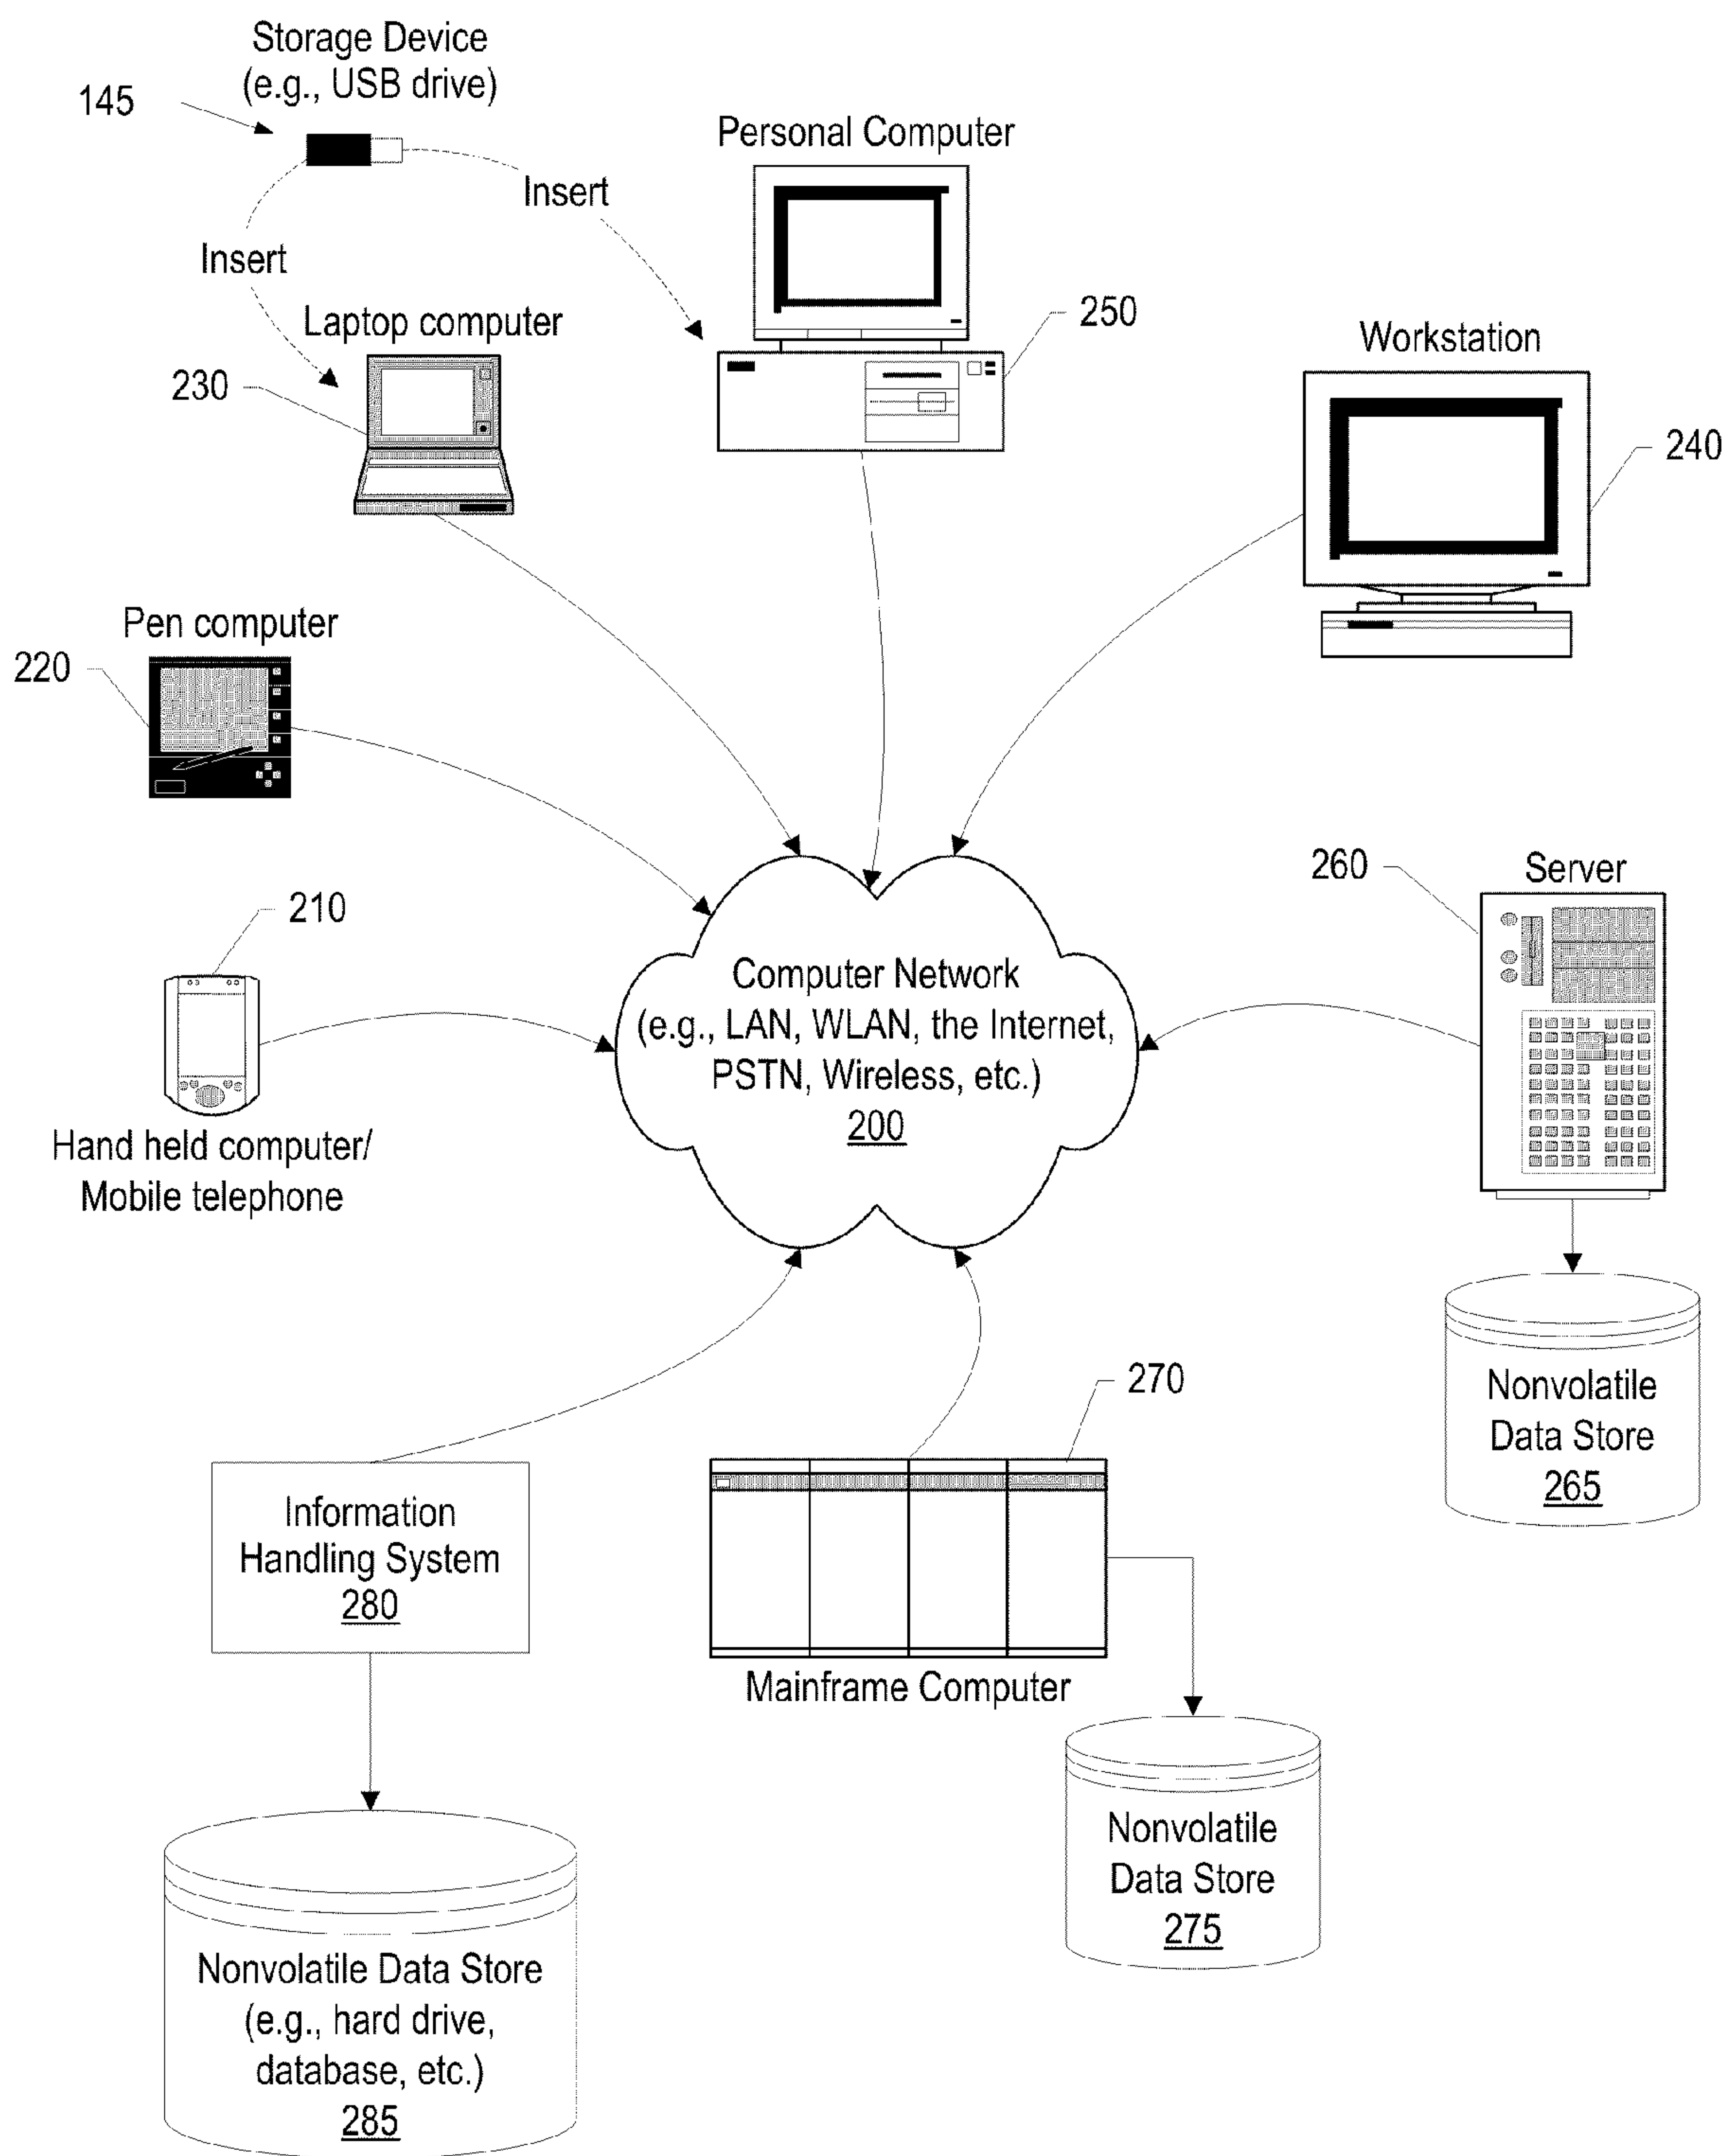 Storage Device
(e.g., USB drive)
145
Personal Computer
Insert
Insert
250
Laptop computer
230
Workstation
240
Pen computer
220
260
Server
210
Computer Network
(e.g., LAN, WLAN, the Internet,
PSTN, Wireless, etc.)
200
Hand held computer/
Mobile telephone
270
Nonvolatile
Data Store
265
Information
Handling System
280
Mainframe Computer
Nonvolatile
Data Store
275
Nonvolatile Data Store
(e.g., hard drive,
database, etc.)
285